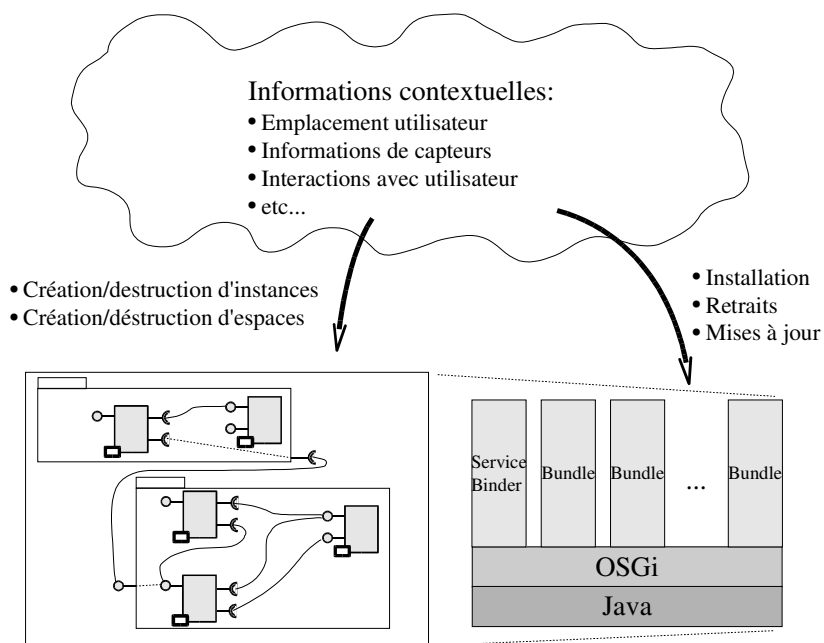 Informations contextuelles:
• Emplacement utilisateur
• Informations de capteurs
• Interactions avec utilisateur
• etc...
• Création/destruction d'instances
• Création/déstruction d'espaces
• Installation
• Retraits
• Mises à jour
Service
Binder
Bundle
Bundle
...
Bundle
OSGi
Java